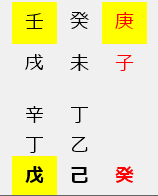 壬 癸 庚
戌 未 子
辛 丁
丁 乙
戊 己 癸